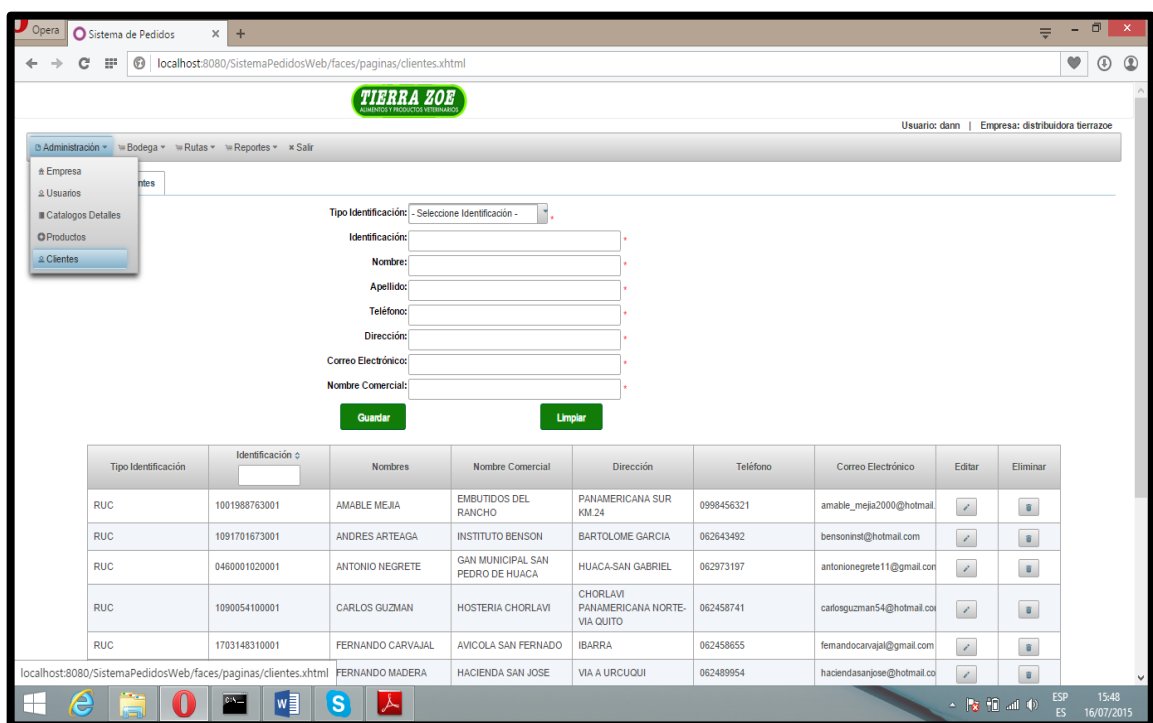 Opera
Sistema de Pedidos
localhost:8080/SistemaPedidosWeb/faces/paginas/clientes.xhtml
TIERRA ZOE
ALIMENTOS Y PRODUCTOS VETERINARIOS
Usuario: dann | Empresa: distribuidora tierrazoe
Administración Bodega Rutas Reportes Salir
Empresa
Usuarios
Catalogos Detalles
Productos
Clientes
ntes
Tipo Identificación: - Seleccione Identificación - *
Identificación: *
Nombre: *
Apellido: *
Teléfono: *
Dirección: *
Correo Electrónico: *
Nombre Comercial: *
Guardar Limpiar
Tipo Identificación Identificación Nombres Nombre Comercial Dirección Teléfono Correo Electrónico Editar Eliminar
RUC 1001988763001 AMABLE MEJIA EMBUTIDOS DEL RANCHO PANAMERICANA SUR KM.24 0998456321 amable_mejia2000@hotmail.
RUC 1091701673001 ANDRES ARTEAGA INSTITUTO BENSON BARTOLOME GARCIA 062643492 bensoninst@hotmail.com
RUC 0460001020001 ANTONIO NEGRETE GAN MUNICIPAL SAN PEDRO DE HUACA HUACA-SAN GABRIEL 062973197 antonionegrete11@gmail.con
RUC 1090054100001 CARLOS GUZMAN HOSTERIA CHORLAVI CHORLAVI PANAMERICANA NORTE- VIA QUITO 062458741 carlosguzman54@hotmail.co
RUC 1703148310001 FERNANDO CARVAJAL AVICOLA SAN FERNADO IBARRA 062458655 fernandocarvajal@gmail.com
FERNANDO MADERA HACIENDA SAN JOSE VIA A URCUQUI 062489954 haciendasanjose@hotmail.co
localhost:8080/SistemaPedidosWeb/faces/paginas/clientes.xhtml
ESP 15:48
ES 16/07/2015